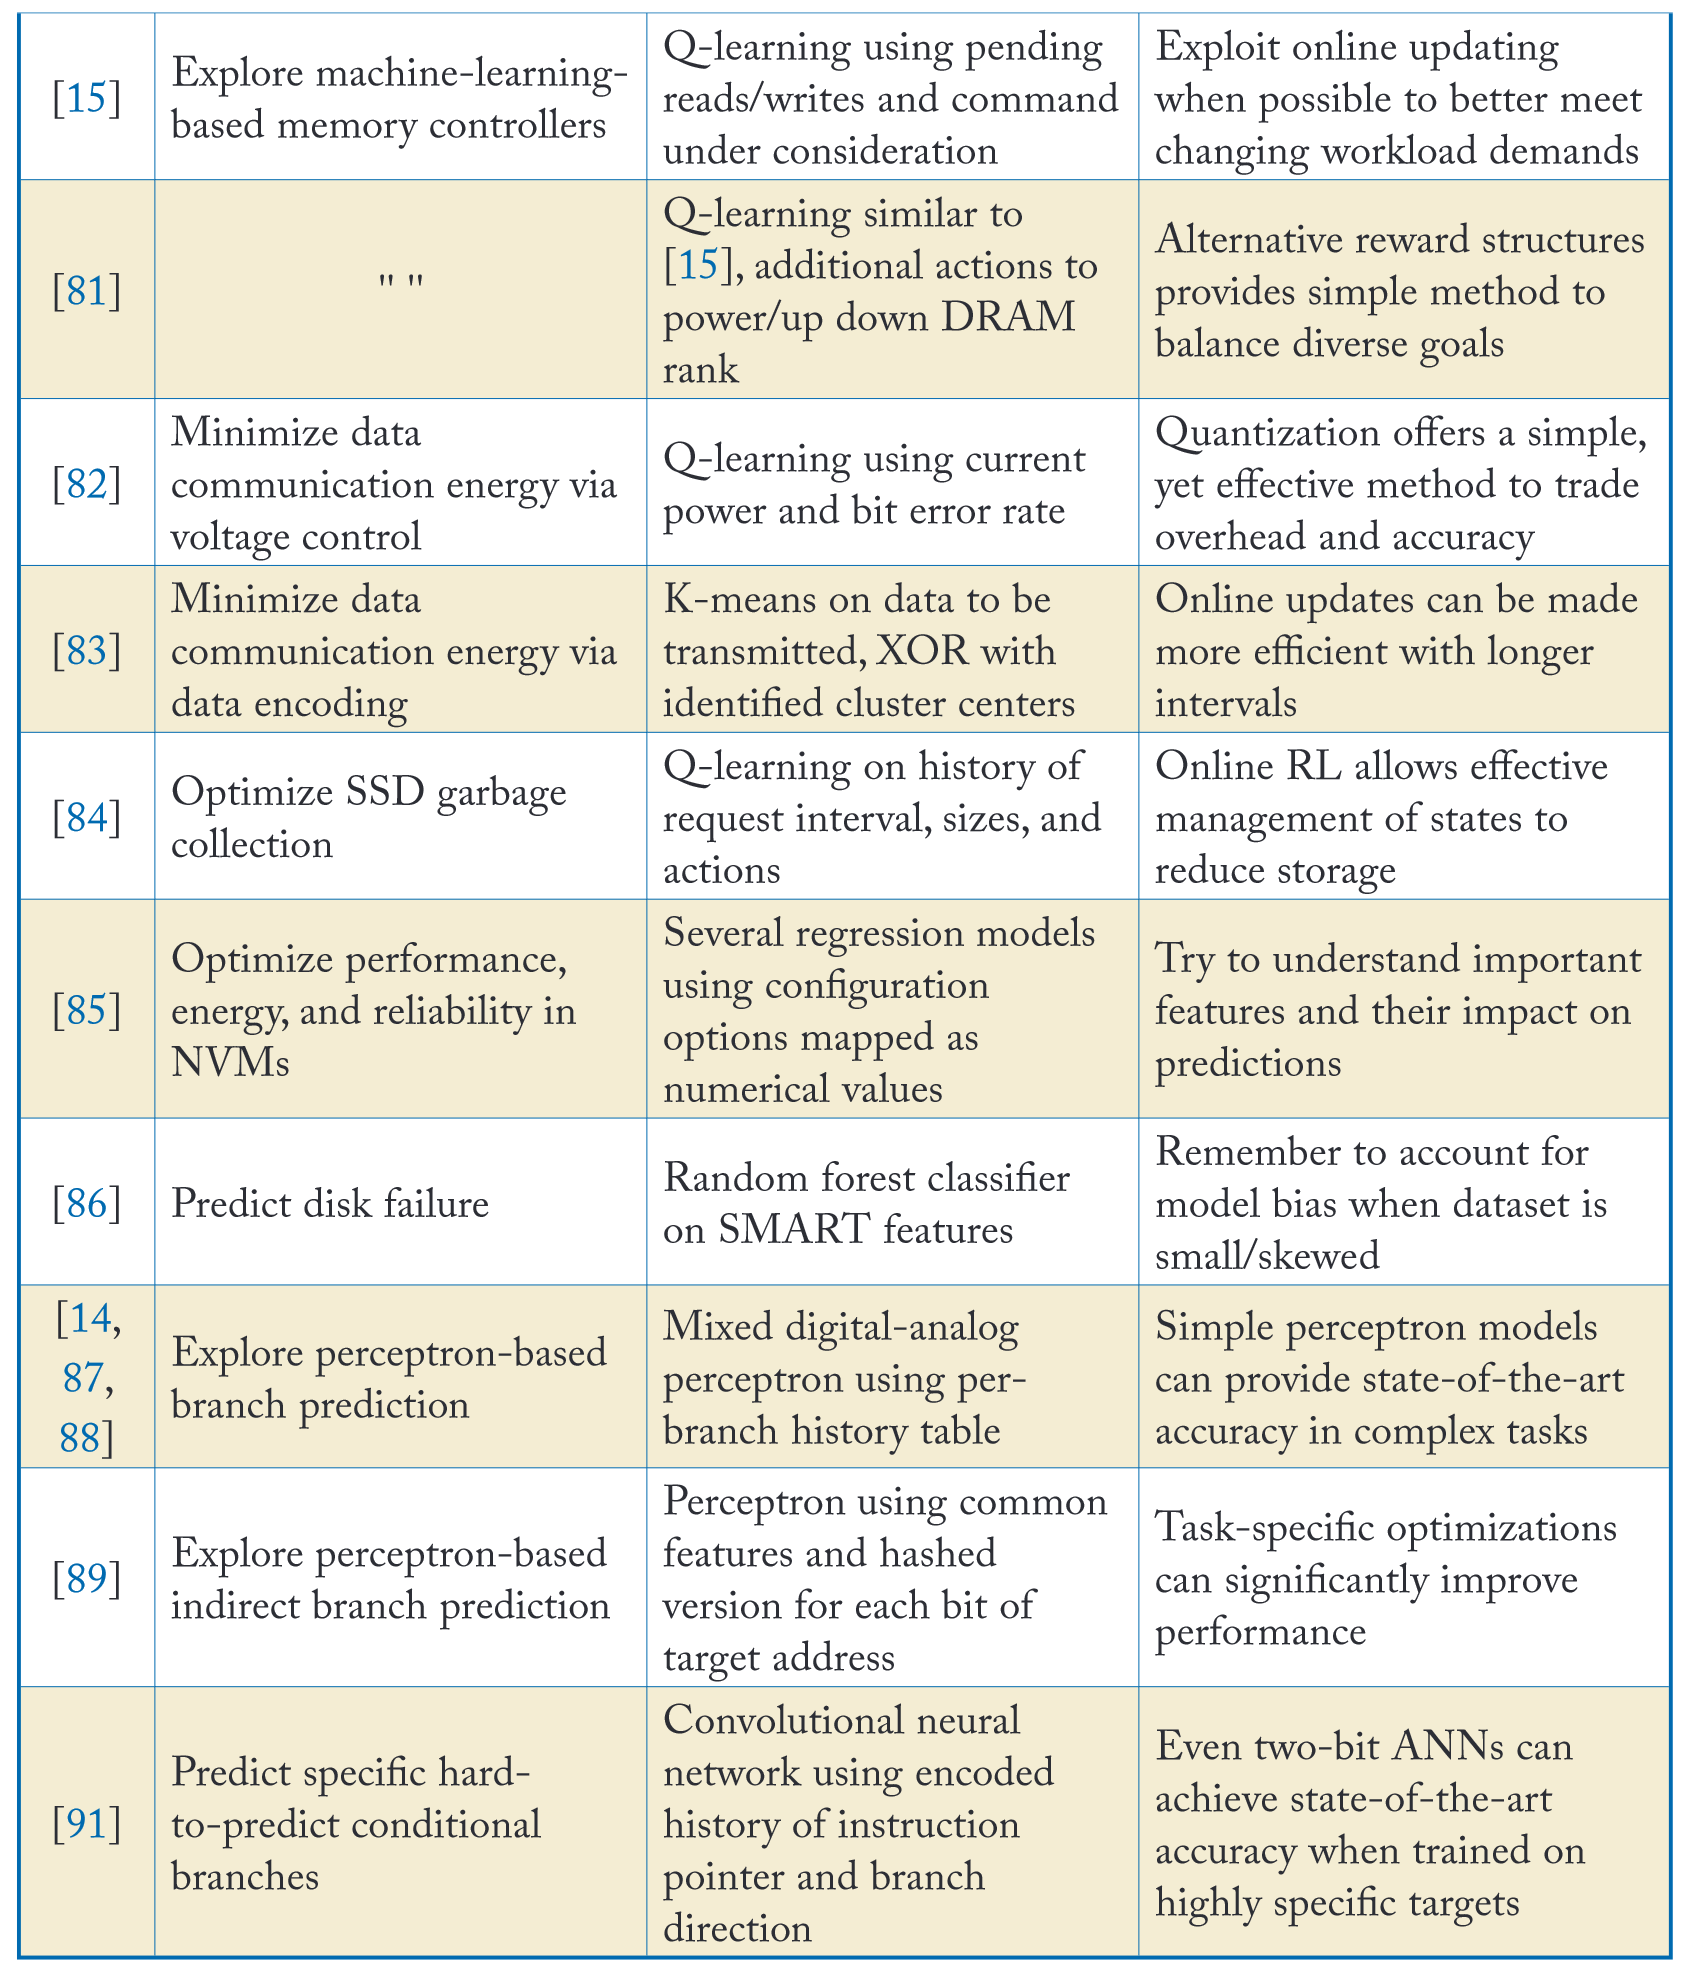 [15]
Explore machine-learning-
based memory controllers
Q-learning using pending
reads/writes and command
under consideration
Exploit online updating
when possible to better meet
changing workload demands
[81]
" "
Q-learning similar to
[15], additional actions to
power/up down DRAM
rank
Alternative reward structures
provides simple method to
balance diverse goals
[82]
Minimize data
communication energy via
voltage control
Q-learning using current
power and bit error rate
Quantization offers a simple,
yet effective method to trade
overhead and accuracy
[83]
Minimize data
communication energy via
data encoding
K-means on data to be
transmitted, XOR with
identified cluster centers
Online updates can be made
more efficient with longer
intervals
[84]
Optimize SSD garbage
collection
Q-learning on history of
request interval, sizes, and
actions
Online RL allows effective
management of states to
reduce storage
[85]
Optimize performance,
energy, and reliability in
NVMs
Several regression models
using configuration
options mapped as
numerical values
Try to understand important
features and their impact on
predictions
[86]
Predict disk failure
Random forest classifier
on SMART features
Remember to account for
model bias when dataset is
small/skewed
[14,
87,
88]
Explore perceptron-based
branch prediction
Mixed digital-analog
perceptron using per-
branch history table
Simple perceptron models
can provide state-of-the-art
accuracy in complex tasks
[89]
Explore perceptron-based
indirect branch prediction
Perceptron using common
features and hashed
version for each bit of
target address
Task-specific optimizations
can significantly improve
performance
[91]
Predict specific hard-
to-predict conditional
branches
Convolutional neural
network using encoded
history of instruction
pointer and branch
direction
Even two-bit ANNs can
achieve state-of-the-art
accuracy when trained on
highly specific targets